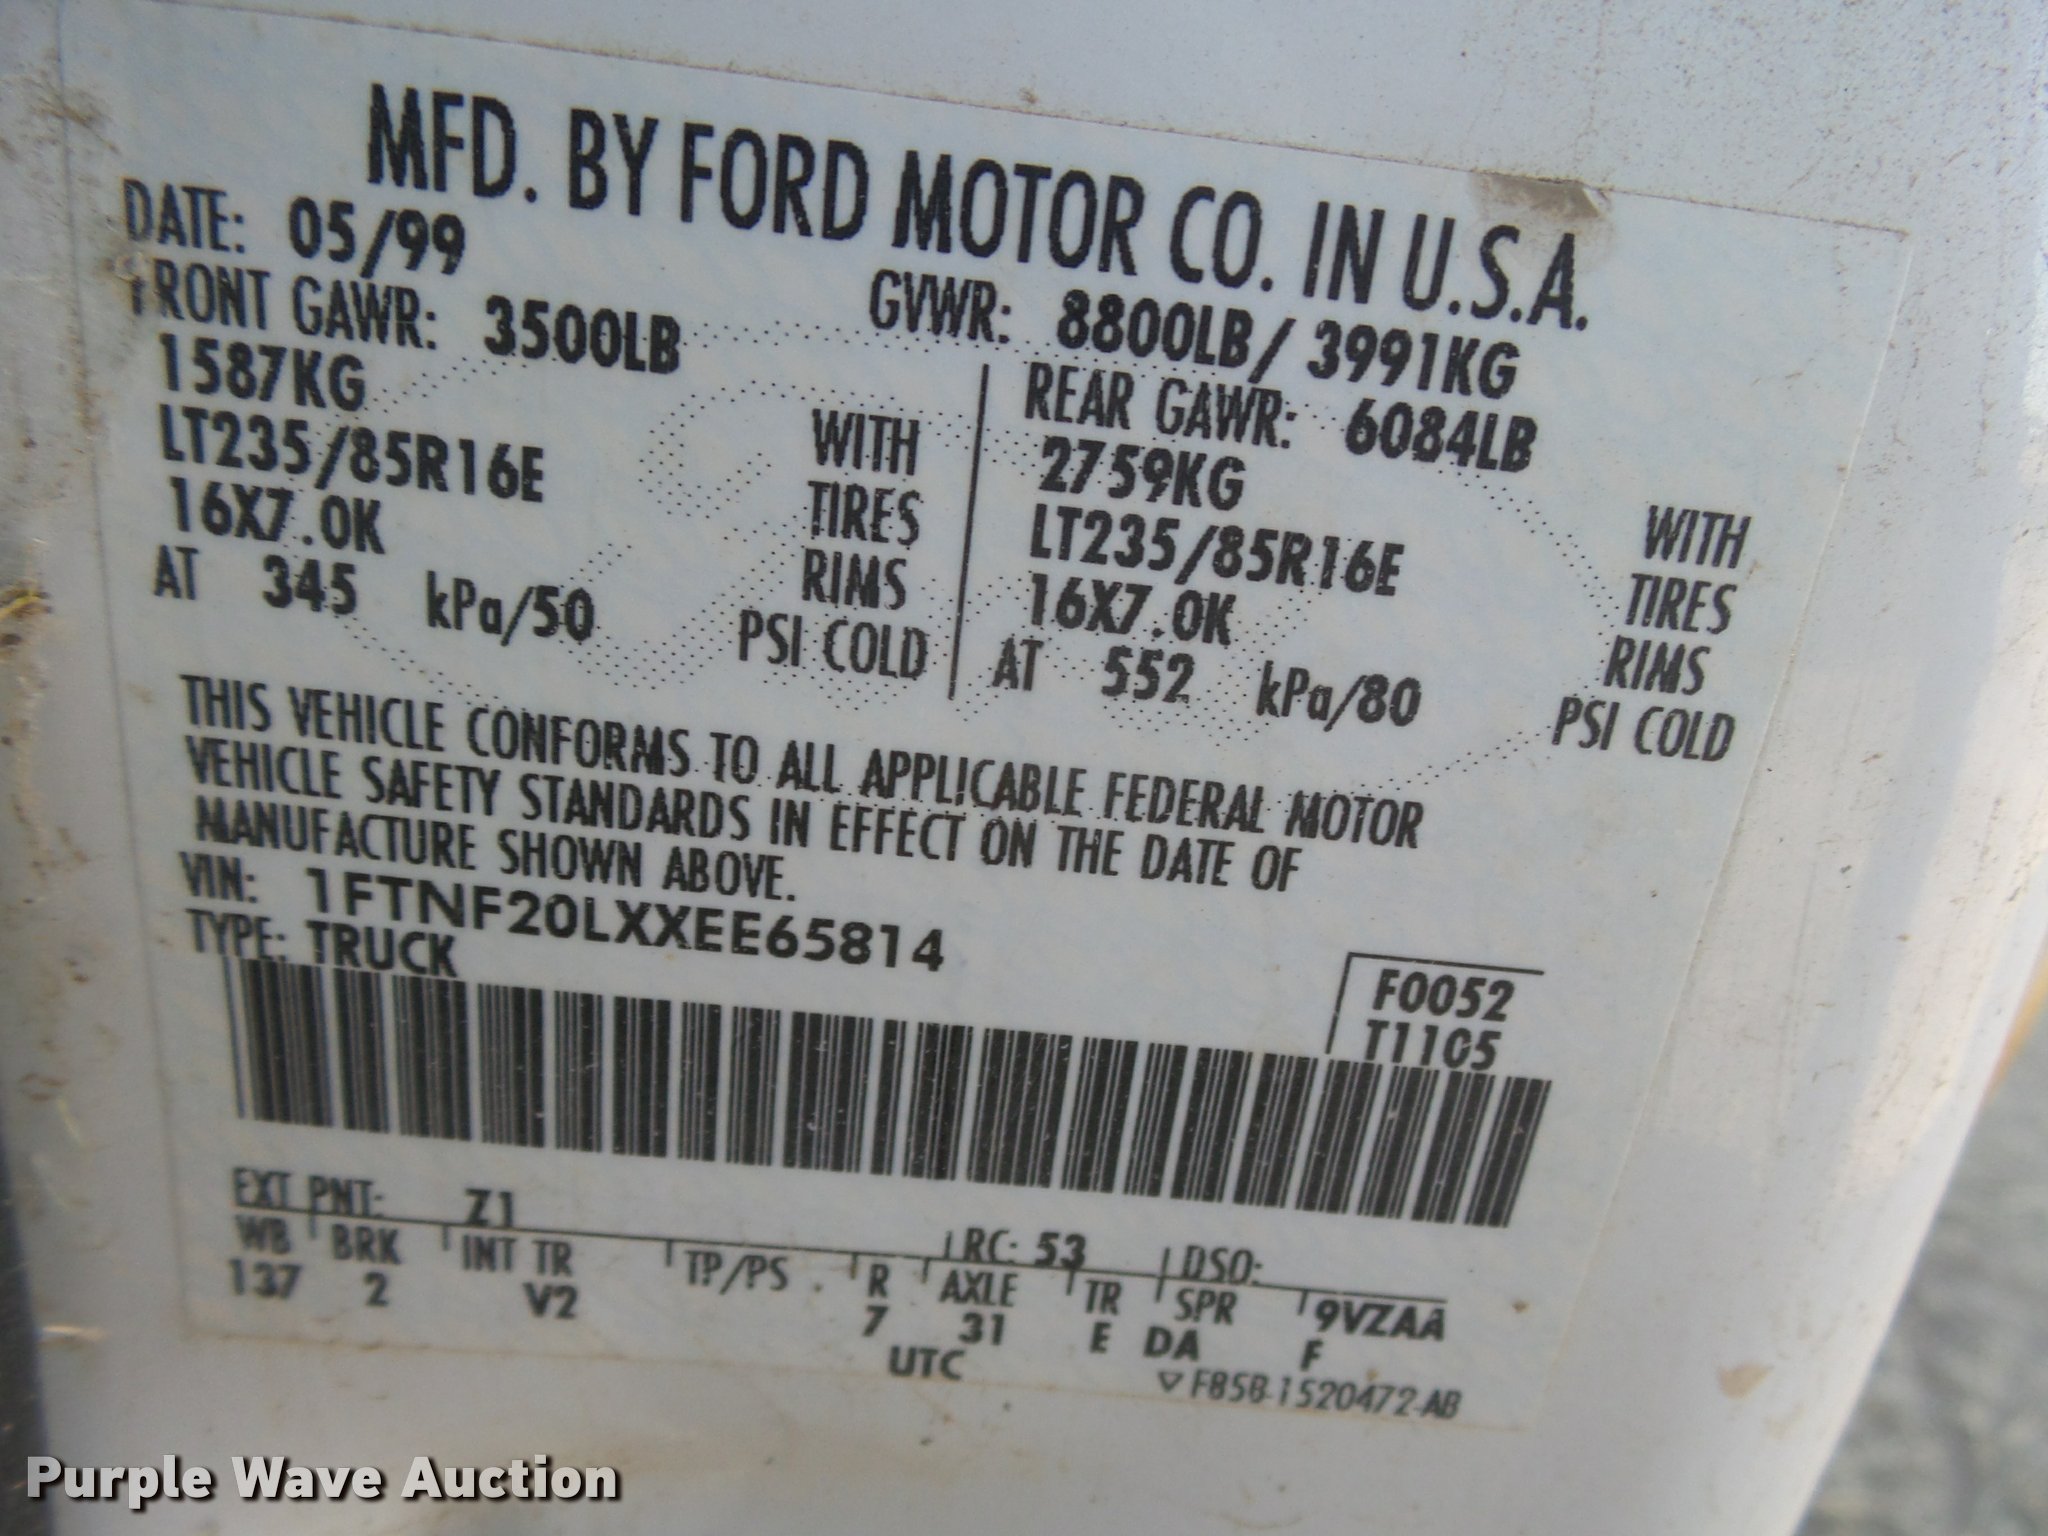 MFD. BY FORD MOTOR CO. IN U.S.A.
DATE: 05/99 GVWR: 8800LB/ 3991KG
FRONT GAWR: 3500LB REAR GAWR: 6084LB
1587KG WITH 2759KG WITH
LT235/85R16E TIRES LT235/85R16E TIRES
16X7.0K RIMS 16X7.0K RIMS
AT 345 kPa/50 PSI COLD AT 552 kPa/80 PSI COLD
THIS VEHICLE CONFORMS TO ALL APPLICABLE FEDERAL MOTOR
VEHICLE SAFETY STANDARDS IN EFFECT ON THE DATE OF
MANUFACTURE SHOWN ABOVE.
VIN: 1FTNF20LXXEE65814
TYPE: TRUCK
F0052
T1105
EXT PNT: Z1 RC: 53 DSO:
WB BRK INT TR TP/PS R AXLE TR SPR 9VZAA
137 2 V2 7 31 E DA F
UTC
▽ F85B-1520472-AB
Purple Wave Auction